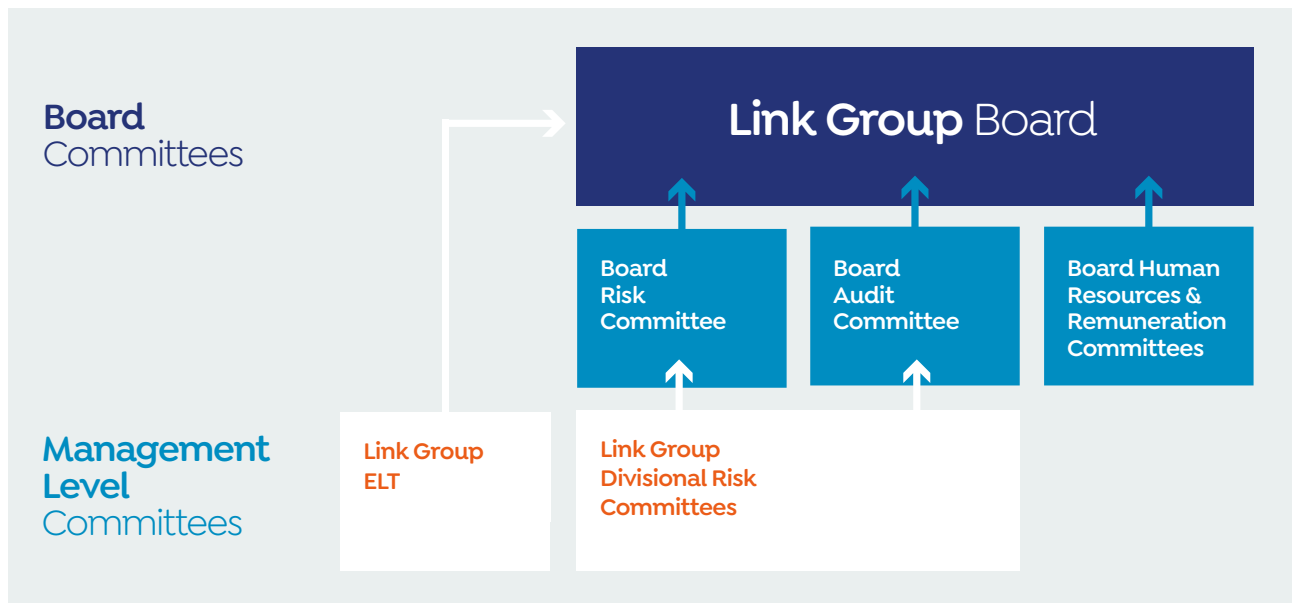 Board
Committees
Link Group Board
Board
Risk
Committee
Board
Audit
Committee
Board Human
Resources &
Remuneration
Committees
Management
Level
Committees
Link Group
ELT
Link Group
Divisional Risk
Committees